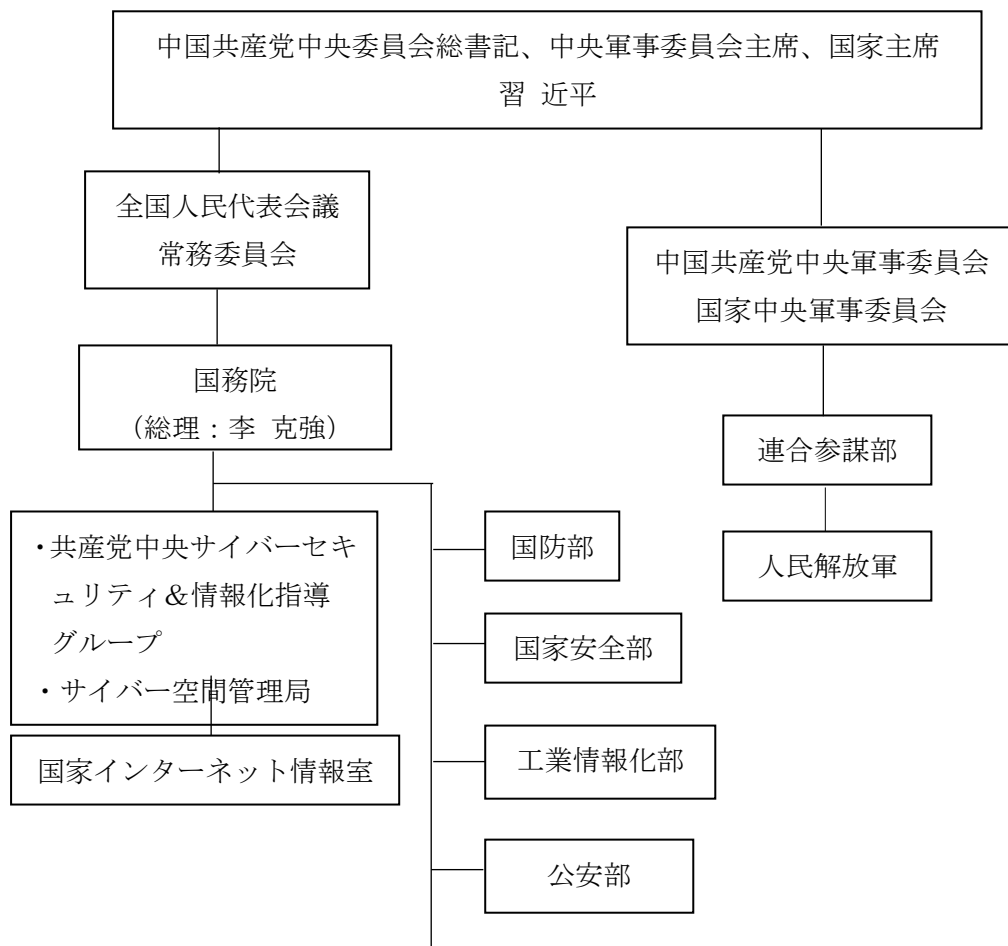 中国共産党中央委員会総書記、中央軍事委員会主席、国家主席
習 近平
全国人民代表会議
常務委員会
中国共産党中央軍事委員会
国家中央軍事委員会
国務院
（総理：李 克強）
連合参謀部
人民解放軍
・共産党中央サイバーセキ
ュリティ＆情報化指導
グループ
・サイバー空間管理局
国家インターネット情報室
国防部
国家安全部
工業情報化部
公安部